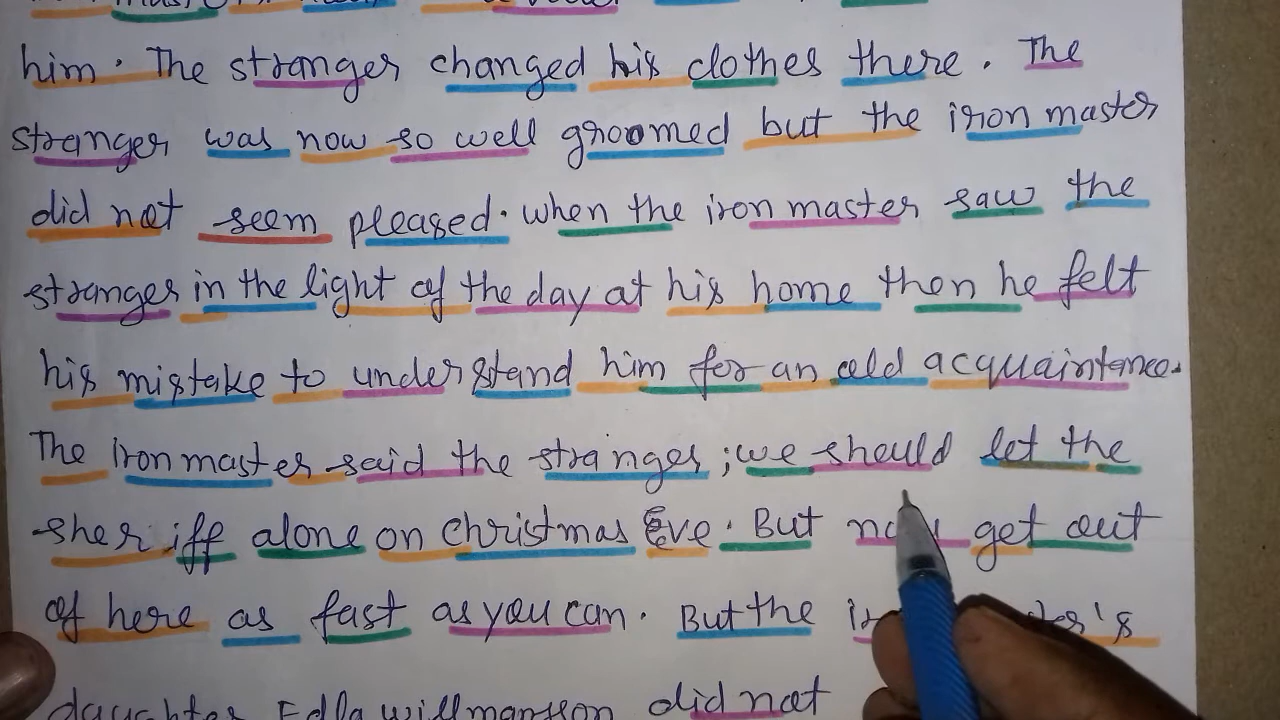 him. The stranger changed his clothes there. The
stranger was now so well groomed but the iron master
did not seem pleased. when the iron master saw the
stranger in the light of the day at his home then he felt
his mistake to understand him for an old acquaintance.
The iron master said the stranger; we should let the
sheriff alone on christmas Eve. But now get out
of here as fast as you can. But the
daughter Edla willmansson did not